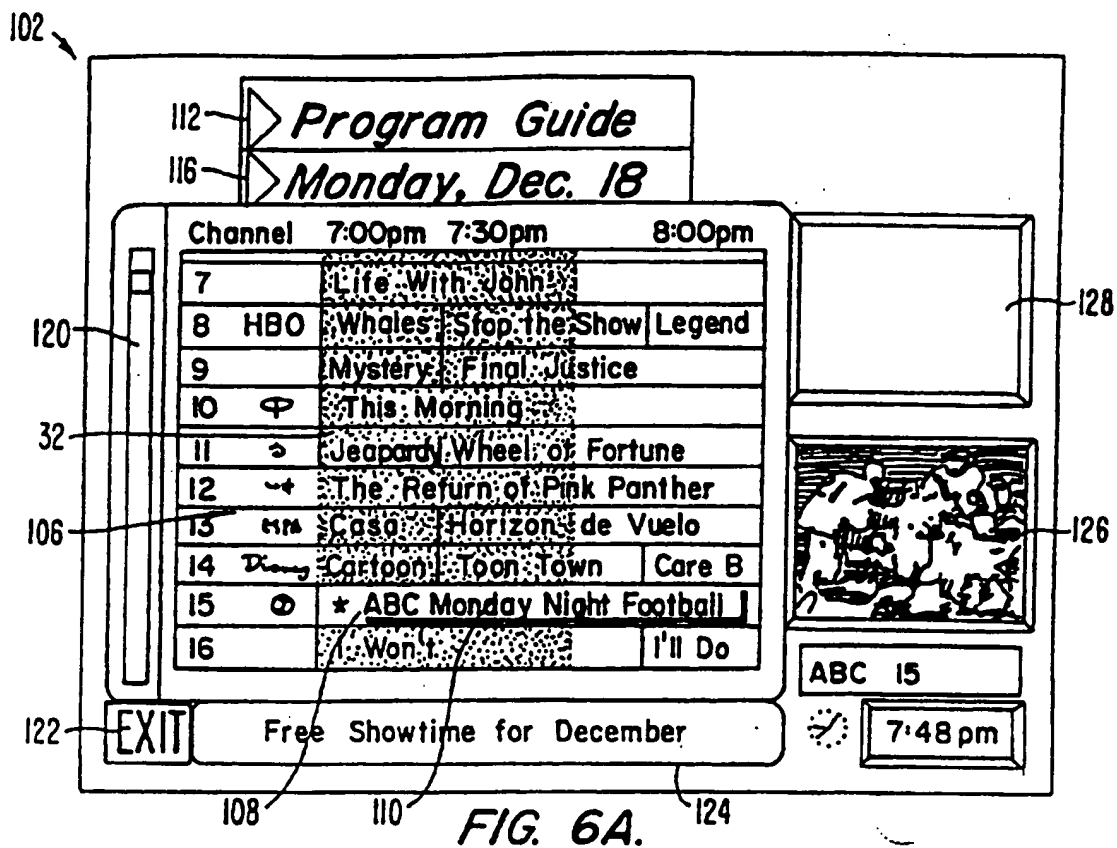 102
112
Program Guide
116
Monday, Dec. 18
Channel 7:00pm 7:30pm 8:00pm
7 Life With John
8 HBO Whales Stop the Show Legend
128
120
9 Mystery Final Justice
10 This Morning
32
11 Jeapardy Wheel of Fortune
12 The Return of Pink Panther
106
13 Casa Horizon de Vuelo
126
14 Disney Cartoon Toon Town Care B
15 * ABC Monday Night Football
16 I Won't I'll Do
ABC 15
122
EXIT
Free Showtime for December
7:48 pm
108
110
124
FIG. 6A.